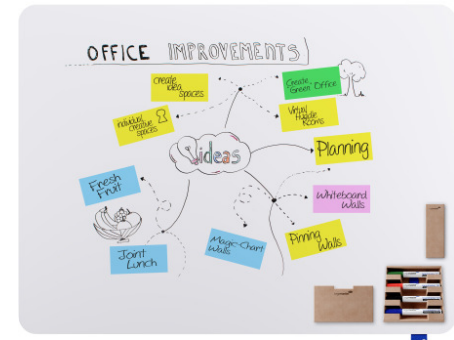 OFFICE IMPROVEMENTS
create
idea
spaces
Create
"Green" Office
individual
creative
spaces
Virtual
Huddle
Rooms
ideas
Planning
Fresh
Fruit
Whiteboard
Walls
Magic-Chart
Walls
Pinning
Walls
Joint
Lunch